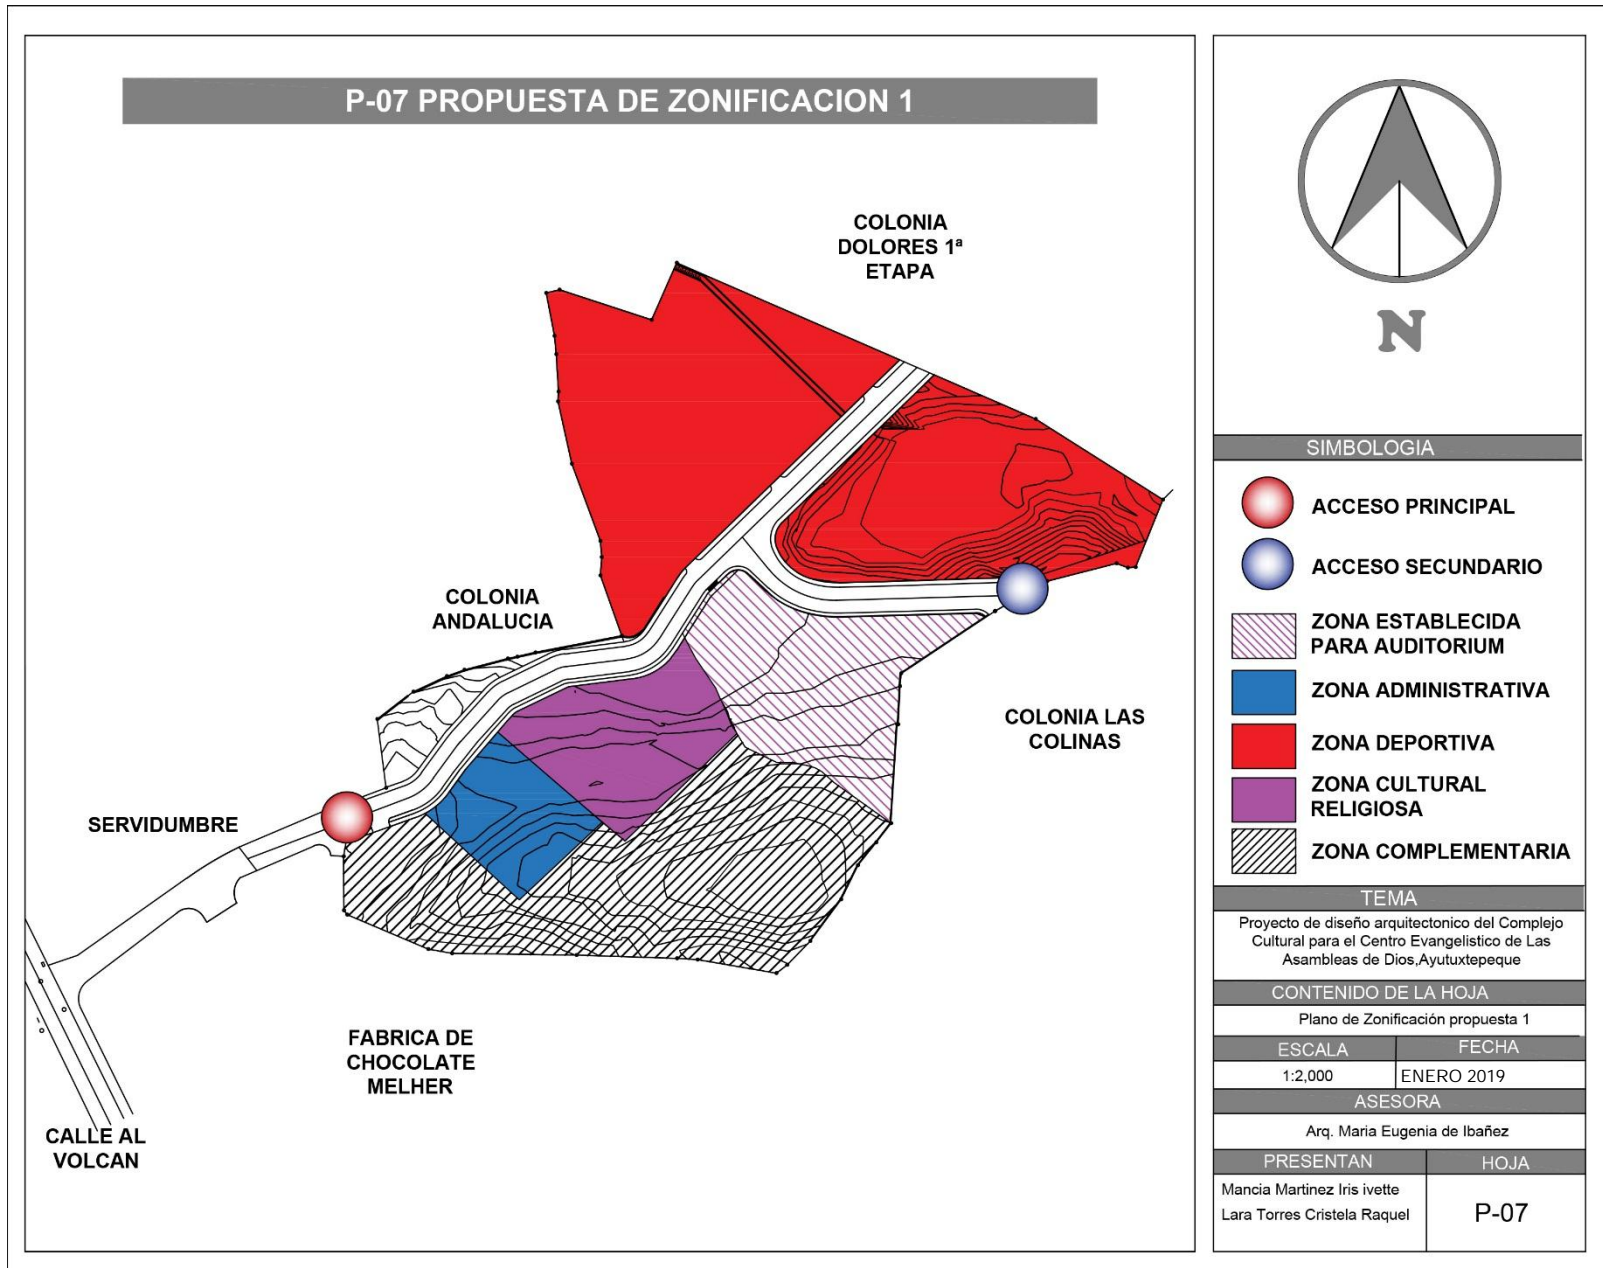 P-07 PROPUESTA DE ZONIFICACION 1
COLONIA
DOLORES 1ª
ETAPA
COLONIA
ANDALUCIA
COLONIA LAS
COLINAS
SERVIDUMBRE
FABRICA DE
CHOCOLATE
MELHER
CALLE AL
VOLCAN
N
SIMBOLOGIA
ACCESO PRINCIPAL
ACCESO SECUNDARIO
ZONA ESTABLECIDA
PARA AUDITORIUM
ZONA ADMINISTRATIVA
ZONA DEPORTIVA
ZONA CULTURAL
RELIGIOSA
ZONA COMPLEMENTARIA
TEMA
Proyecto de diseño arquitectonico del Complejo
Cultural para el Centro Evangelistico de Las
Asambleas de Dios,Ayutuxtepeque
CONTENIDO DE LA HOJA
Plano de Zonificación propuesta 1
ESCALA
FECHA
1:2,000
ENERO 2019
ASESORA
Arq. Maria Eugenia de Ibañez
PRESENTAN
HOJA
Mancia Martinez Iris ivette
Lara Torres Cristela Raquel
P-07